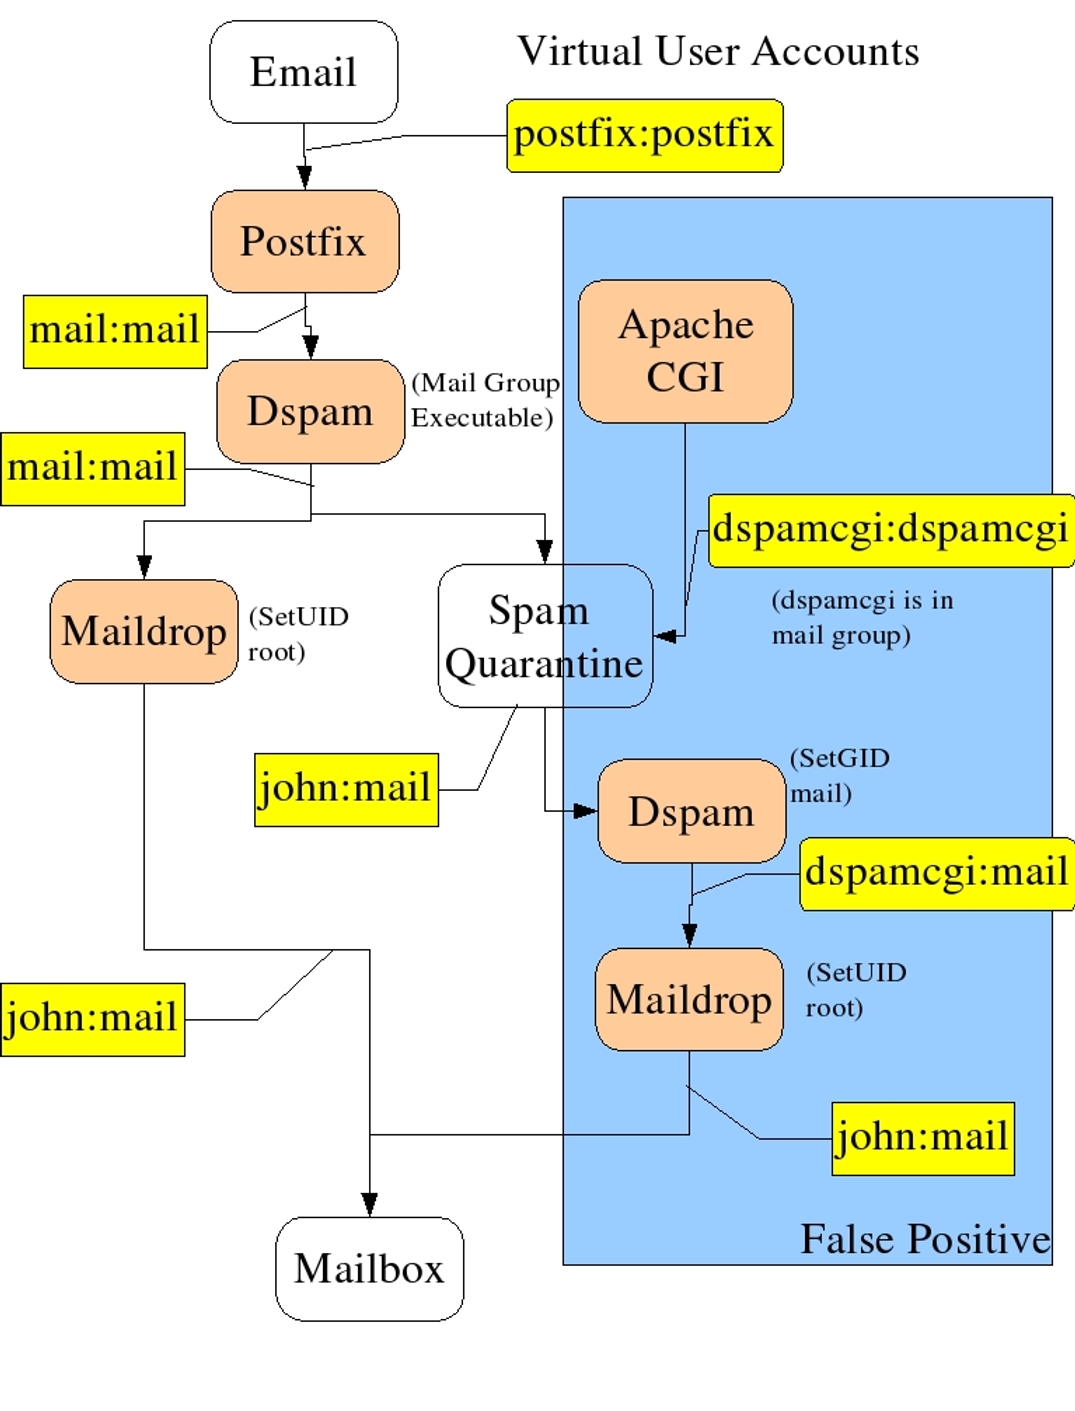 Virtual User Accounts
Email
postfix:postfix
Postfix
mail:mail
Apache
CGI
Dspam
(Mail Group
Executable)
mail:mail
dspamcgi:dspamcgi
(dspamcgi is in
mail group)
Maildrop
(SetUID
root)
Spam
Quarantine
john:mail
Dspam
(SetGID
mail)
dspamcgi:mail
Maildrop
(SetUID
root)
john:mail
john:mail
False Positive
Mailbox